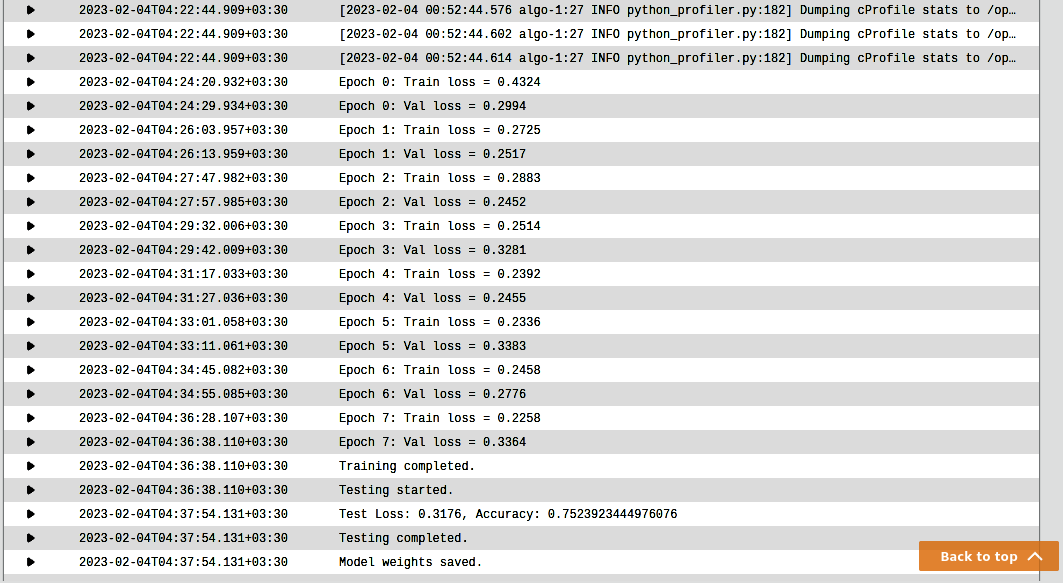 2023-02-04T04:22:44.909+03:30 [2023-02-04 00:52:44.576 algo-1:27 INFO python_profiler.py:182] Dumping cProfile stats to /op…
2023-02-04T04:22:44.909+03:30 [2023-02-04 00:52:44.602 algo-1:27 INFO python_profiler.py:182] Dumping cProfile stats to /op…
2023-02-04T04:22:44.909+03:30 [2023-02-04 00:52:44.614 algo-1:27 INFO python_profiler.py:182] Dumping cProfile stats to /op…
2023-02-04T04:24:20.932+03:30 Epoch 0: Train loss = 0.4324
2023-02-04T04:24:29.934+03:30 Epoch 0: Val loss = 0.2994
2023-02-04T04:26:03.957+03:30 Epoch 1: Train loss = 0.2725
2023-02-04T04:26:13.959+03:30 Epoch 1: Val loss = 0.2517
2023-02-04T04:27:47.982+03:30 Epoch 2: Train loss = 0.2883
2023-02-04T04:27:57.985+03:30 Epoch 2: Val loss = 0.2452
2023-02-04T04:29:32.006+03:30 Epoch 3: Train loss = 0.2514
2023-02-04T04:29:42.009+03:30 Epoch 3: Val loss = 0.3281
2023-02-04T04:31:17.033+03:30 Epoch 4: Train loss = 0.2392
2023-02-04T04:31:27.036+03:30 Epoch 4: Val loss = 0.2455
2023-02-04T04:33:01.058+03:30 Epoch 5: Train loss = 0.2336
2023-02-04T04:33:11.061+03:30 Epoch 5: Val loss = 0.3383
2023-02-04T04:34:45.082+03:30 Epoch 6: Train loss = 0.2458
2023-02-04T04:34:55.085+03:30 Epoch 6: Val loss = 0.2776
2023-02-04T04:36:28.107+03:30 Epoch 7: Train loss = 0.2258
2023-02-04T04:36:38.110+03:30 Epoch 7: Val loss = 0.3364
2023-02-04T04:36:38.110+03:30 Training completed.
2023-02-04T04:36:38.110+03:30 Testing started.
2023-02-04T04:37:54.131+03:30 Test Loss: 0.3176, Accuracy: 0.7523923444976076
2023-02-04T04:37:54.131+03:30 Testing completed.
2023-02-04T04:37:54.131+03:30 Model weights saved.
Back to top